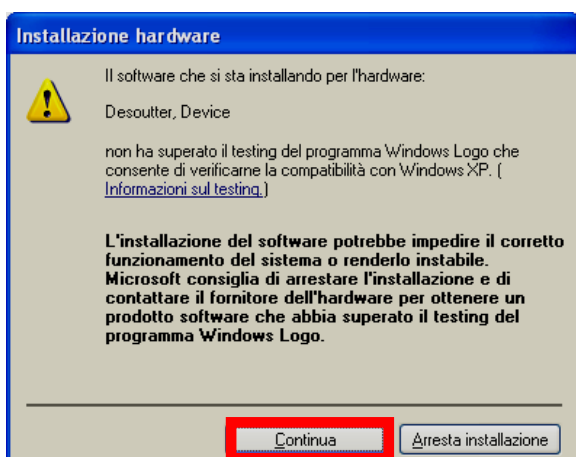 Installazione hardware
Il software che si sta installando per l'hardware:
Desoutter, Device
non ha superato il testing del programma Windows Logo che
consente di verificarne la compatibilità con Windows XP. (
Informazioni sul testing.)
L'installazione del software potrebbe impedire il corretto
funzionamento del sistema o renderlo instabile.
Microsoft consiglia di arrestare l'installazione e di
contattare il fornitore dell'hardware per ottenere un
prodotto software che abbia superato il testing del
programma Windows Logo.
Continua
Arresta installazione